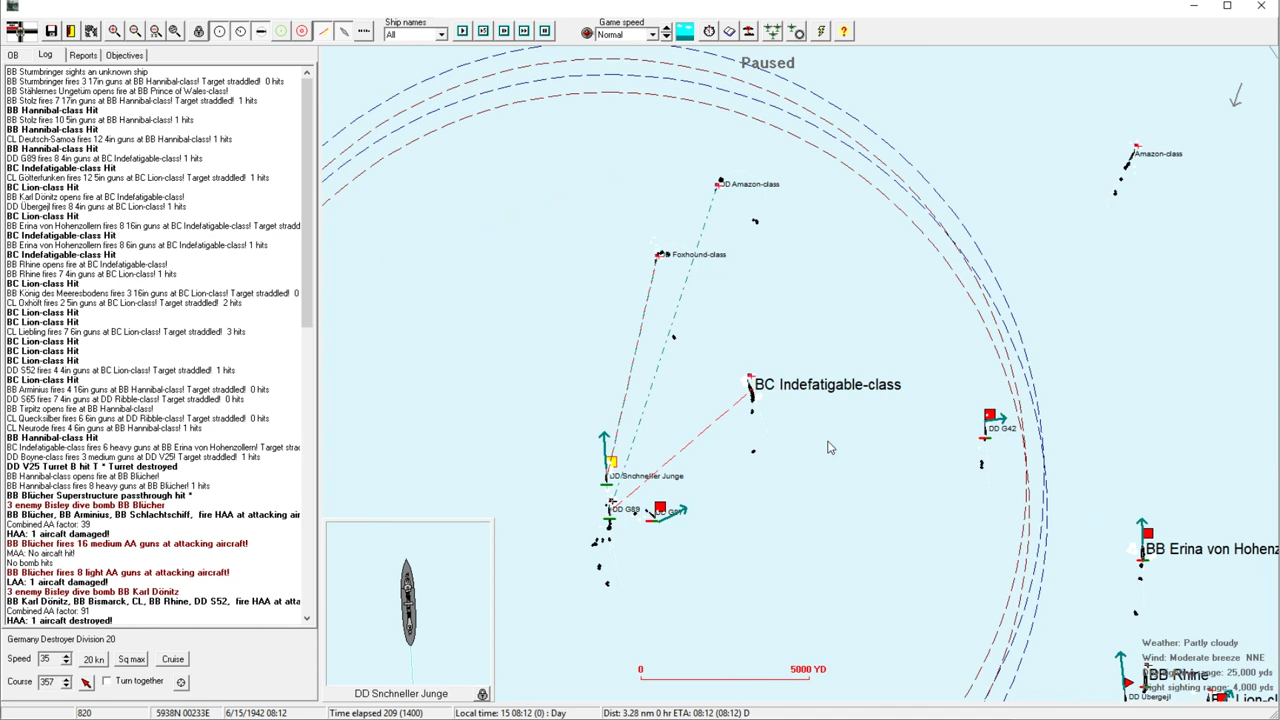 Ship names
Game speed
All
Normal
OB
Log
Reports
Objectives
BB Sturmbringer sights an unknown ship
BB Sturmbringer fires 3 17in guns at BB Hannibal-class! Target straddled! 0 hits
BB Stählernes Ungetüm opens fire at BB Prince of Wales-class!
BB Stolz fires 7 17in guns at BB Hannibal-class! Target straddled! 1 hits
BB Hannibal-class Hit
BB Stolz fires 10 5in guns at BB Hannibal-class! 1 hits
BB Hannibal-class Hit
CL Deutsch-Samoa fires 12 4in guns at BB Hannibal-class! 1 hits
BB Hannibal-class Hit
DD G89 fires 8 4in guns at BC Indefatigable-class! 1 hits
BC Indefatigable-class Hit
CL Götterfunken fires 12 5in guns at BC Lion-class! Target straddled! 1 hits
BC Lion-class Hit
BB Karl Dönitz opens fire at BC Indefatigable-class!
DD Übergejl fires 8 4in guns at BC Lion-class! 1 hits
BC Lion-class Hit
BB Erina von Hohenzollern fires 8 16in guns at BC Indefatigable-class! Target stradd
BC Indefatigable-class Hit
BB Erina von Hohenzollern fires 8 6in guns at BC Indefatigable-class! 1 hits
BC Indefatigable-class Hit
BB Rhine opens fire at BC Indefatigable-class!
BB Rhine fires 7 4in guns at BC Lion-class! 1 hits
BC Lion-class Hit
BB König des Meeresbodens fires 3 16in guns at BC Lion-class! Target straddled! 0
CL Oxhöft fires 2 5in guns at BC Lion-class! Target straddled! 2 hits
BC Lion-class Hit
BC Lion-class Hit
CL Liebling fires 7 6in guns at BC Lion-class! Target straddled! 3 hits
BC Lion-class Hit
BC Lion-class Hit
BC Lion-class Hit
DD S52 fires 4 4in guns at BC Lion-class! Target straddled! 1 hits
BC Lion-class Hit
BB Arminius fires 4 16in guns at BB Hannibal-class! Target straddled! 0 hits
DD S65 fires 7 4in guns at DD Ribble-class! Target straddled! 0 hits
BB Tirpitz opens fire at BB Hannibal-class!
CL Quecksilber fires 6 6in guns at DD Ribble-class! Target straddled! 0 hits
CL Neurode fires 4 6in guns at BB Hannibal-class! 1 hits
BB Hannibal-class Hit
BC Indefatigable-class fires 6 heavy guns at BB Erina von Hohenzollern! Target strad
DD Boyne-class fires 3 medium guns at DD V25! Target straddled! 1 hits
DD V25 Turret B hit T * Turret destroyed
BB Hannibal-class opens fire at BB Blücher!
BB Hannibal-class fires 8 heavy guns at BB Blücher! 1 hits
BB Blücher Superstructure passthrough hit *
3 enemy Bisley dive bomb BB Blücher
BB Blücher, BB Arminius, BB Schlachtschiff, fire HAA at attacking air
Combined AA factor: 39
HAA: 1 aircaft damaged!
BB Blücher fires 16 medium AA guns at attacking aircraft!
MAA: No aircaft hit!
No bomb hits
BB Blücher fires 8 light AA guns at attacking aircraft!
LAA: 1 aircaft damaged!
3 enemy Bisley dive bomb BB Karl Dönitz
BB Karl Dönitz, BB Bismarck, CL, BB Rhine, DD S52, fire HAA at atta
Combined AA factor: 91
HAA: 1 aircaft destroyed!
Germany Destroyer Division 20
Speed
35
20 kn
Sq max
Cruise
Course
357
Turn together
Paused
Amazon-class
DD Amazon-class
Foxhound-class
BC Indefatigable-class
DD G42
DD Snchneller Junge
DD G89
BB Erina von Hohenz
0
5000 YD
Weather: Partly cloudy
Wind: Moderate breeze NNE
25,000 yds
sighting range: 4,000 yds
BB Rhine
DD Übergejl
DD Snchneller Junge
820
5938N 00233E
6/15/1942 08:12
Time elapsed 209 (1400)
Local time: 15 08:12 (0) : Day
Dist: 3.28 nm 0 hr ETA: 08:12 (08:12) D